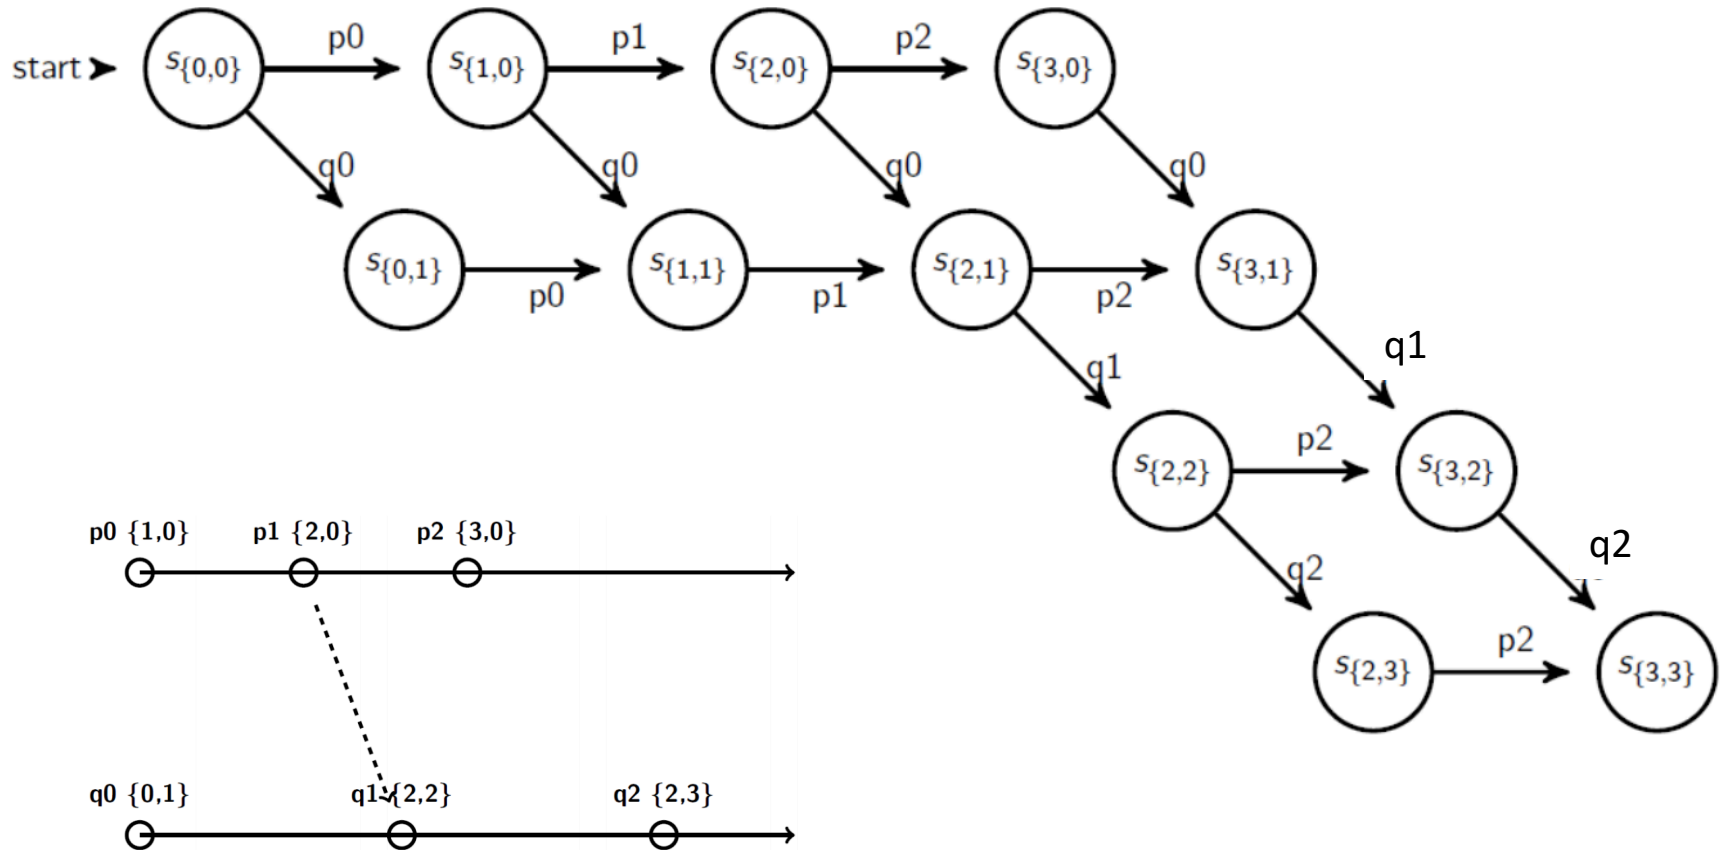 p0 p1 p2
start S{0,0} S{1,0} S{2,0} S{3,0}
q0 q0 q0 q0
S{0,1} S{1,1} S{2,1} S{3,1}
p0 p1 p2
q1 q1
p2
S{2,2} S{3,2}
q2 q2
p2
S{2,3} S{3,3}
p0 {1,0} p1 {2,0} p2 {3,0}
q0 {0,1} q1 {2,2} q2 {2,3}